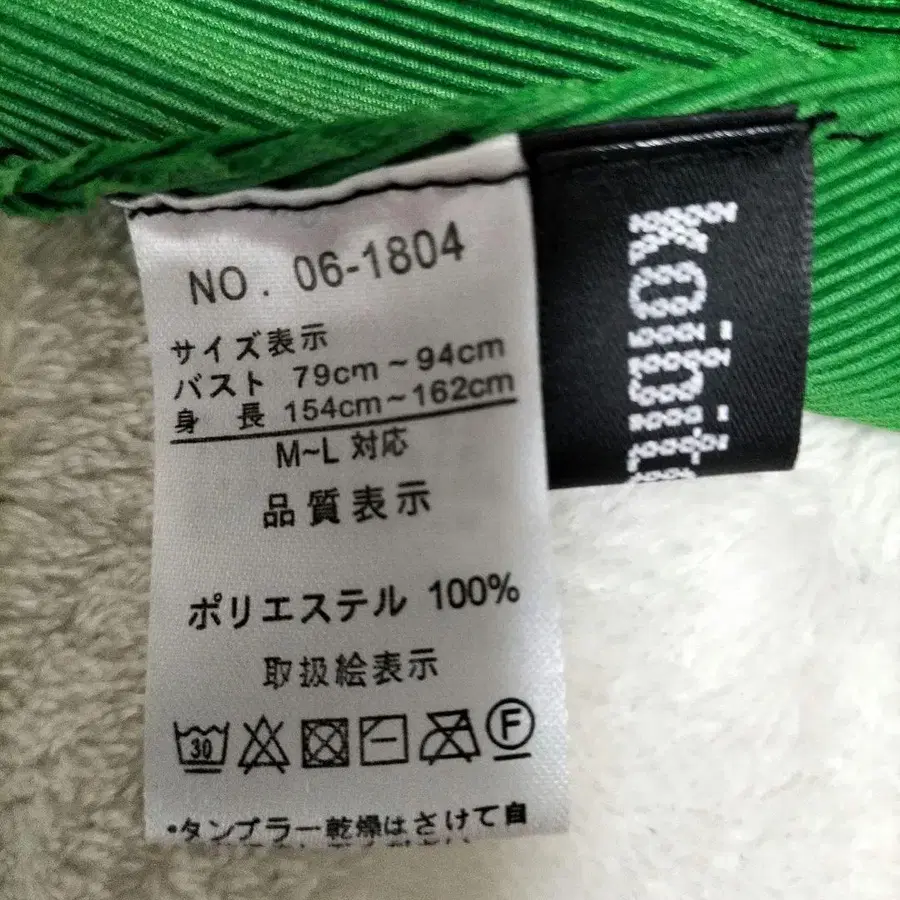 NO. 06-1804
サイズ表示
バスト 79cm～94cm
身 長 154cm～162cm
M~L 対応
品質表示
ポリエステル 100%
取扱絵表示
30
F
•タンブラー乾燥はさけて自